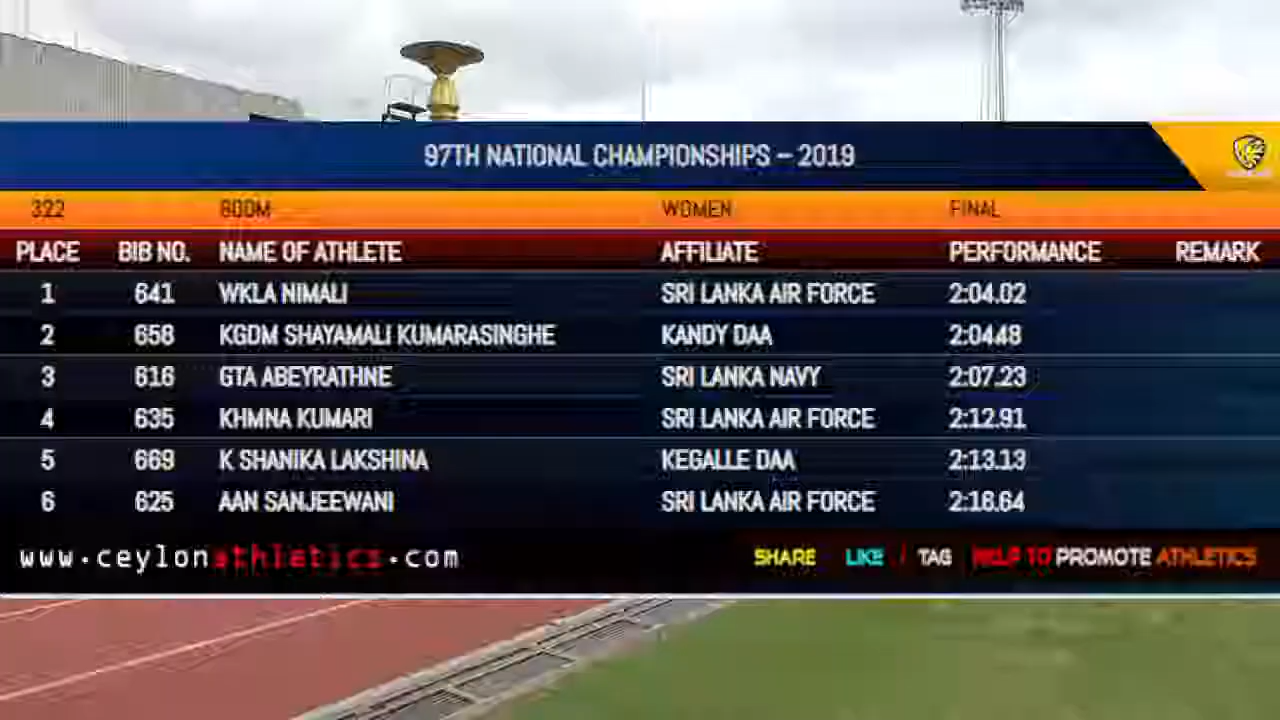 97TH NATIONAL CHAMPIONSHIPS – 2019
322 800M WOMEN FINAL
PLACE BIB NO. NAME OF ATHLETE AFFILIATE PERFORMANCE REMARK
1 641 WKLA NIMALI SRI LANKA AIR FORCE 2:04.02
2 658 KGDM SHAYAMALI KUMARASINGHE KANDY DAA 2:04.48
3 616 GTA ABEYRATHNE SRI LANKA NAVY 2:07.23
4 635 KHMNA KUMARI SRI LANKA AIR FORCE 2:12.91
5 669 K SHANIKA LAKSHINA KEGALLE DAA 2:13.13
6 625 AAN SANJEEWANI SRI LANKA AIR FORCE 2:16.64
www.ceylonathletics.com SHARE LIKE / TAG HELP TO PROMOTE ATHLETICS